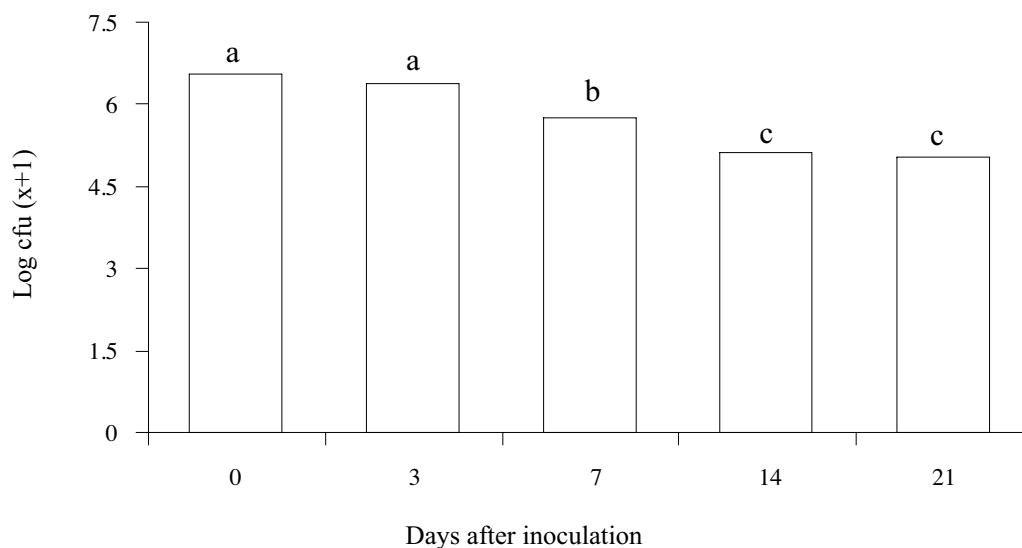 7.5
6
4.5
3
1.5
0
Log cfu (x+1)
a
a
b
c
c
0 3 7 14 21
Days after inoculation